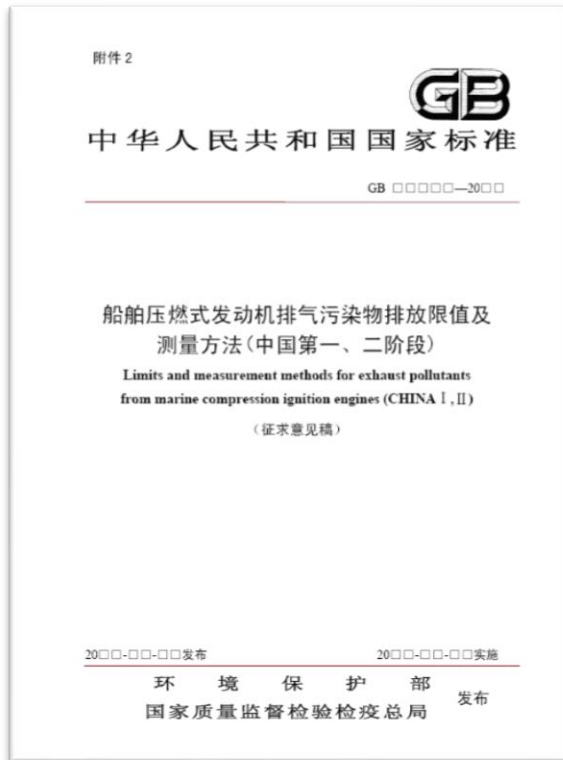 附件 2
GB
中华人民共和国国家标准
GB □□□□□—20□□
船舶压燃式发动机排气污染物排放限值及
测量方法(中国第一、二阶段)
Limits and measurement methods for exhaust pollutants
from marine compression ignition engines (CHINA Ⅰ,Ⅱ)
(征求意见稿)
20□□-□□-□□发布
20□□-□□-□□实施
环境保护部
国家质量监督检验检疫总局
发布